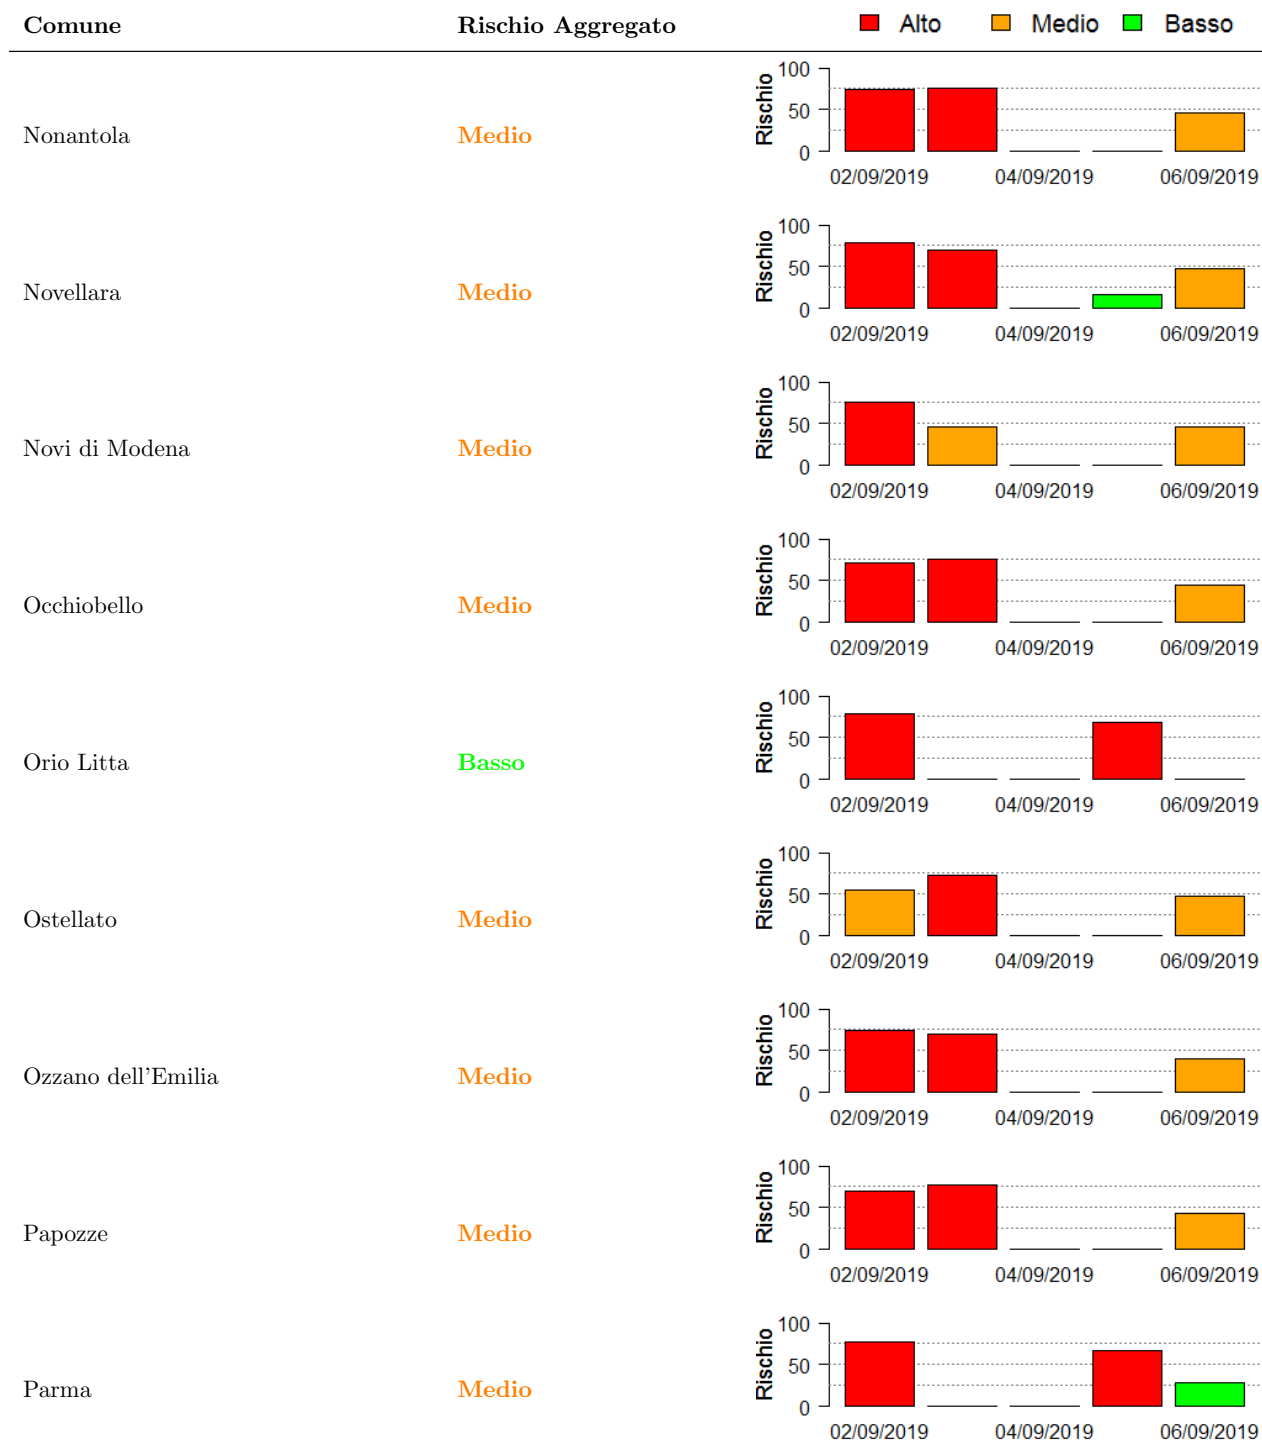 Comune Rischio Aggregato Alto Medio Basso
Nonantola Medio Rischio 100 50 0
02/09/2019 04/09/2019 06/09/2019
Novellara Medio Rischio 100 50 0
02/09/2019 04/09/2019 06/09/2019
Novi di Modena Medio Rischio 100 50 0
02/09/2019 04/09/2019 06/09/2019
Occhiobello Medio Rischio 100 50 0
02/09/2019 04/09/2019 06/09/2019
Orio Litta Basso Rischio 100 50 0
02/09/2019 04/09/2019 06/09/2019
Ostellato Medio Rischio 100 50 0
02/09/2019 04/09/2019 06/09/2019
Ozzano dell'Emilia Medio Rischio 100 50 0
02/09/2019 04/09/2019 06/09/2019
Papozze Medio Rischio 100 50 0
02/09/2019 04/09/2019 06/09/2019
Parma Medio Rischio 100 50 0
02/09/2019 04/09/2019 06/09/2019